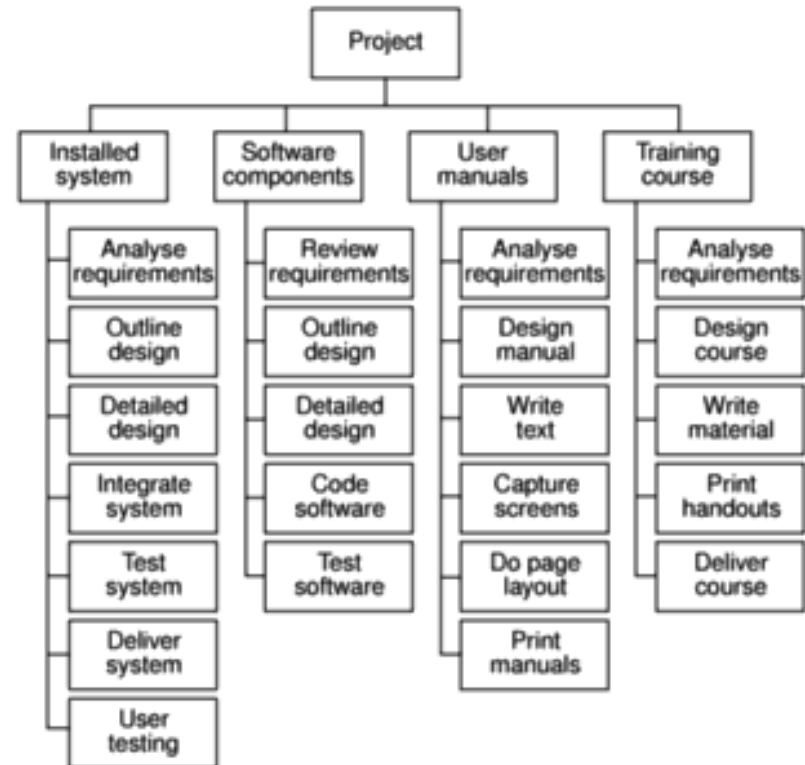 Project
Installed
system
Software
components
User
manuals
Training
course
Analyse
requirements
Outline
design
Detailed
design
Integrate
system
Test
system
Deliver
system
User
testing
Review
requirements
Outline
design
Detailed
design
Code
software
Test
software
Analyse
requirements
Design
manual
Write
text
Capture
screens
Do page
layout
Print
manuals
Analyse
requirements
Design
course
Write
material
Print
handouts
Deliver
course